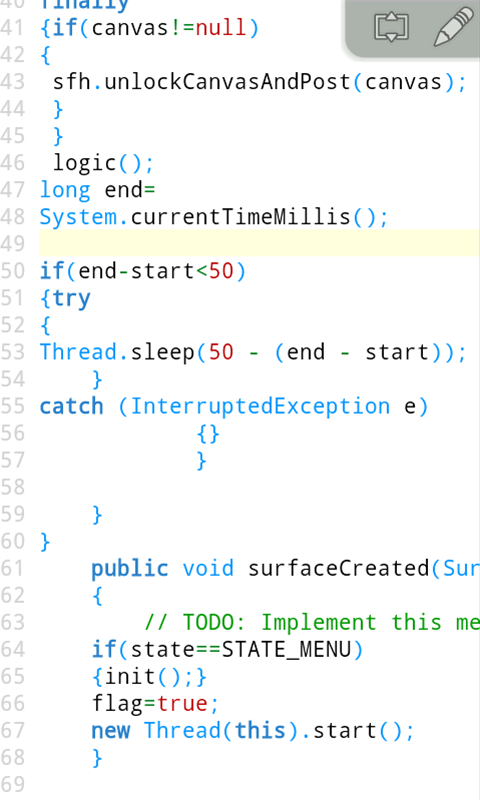 40 finally
41 {if(canvas!=null)
42 {
43 sfh.unlockCanvasAndPost(canvas);
44 }
45 }
46 logic();
47 long end=
48 System.currentTimeMillis();
49
50 if(end-start<50)
51 {try
52 {
53 Thread.sleep(50 - (end - start));
54 }
55 catch (InterruptedException e)
56 {}
57 }
58
59 }
60 }
61 public void surfaceCreated(Sur
62 {
63 // TODO: Implement this me
64 if(state==STATE_MENU)
65 {init();}
66 flag=true;
67 new Thread(this).start();
68 }
69